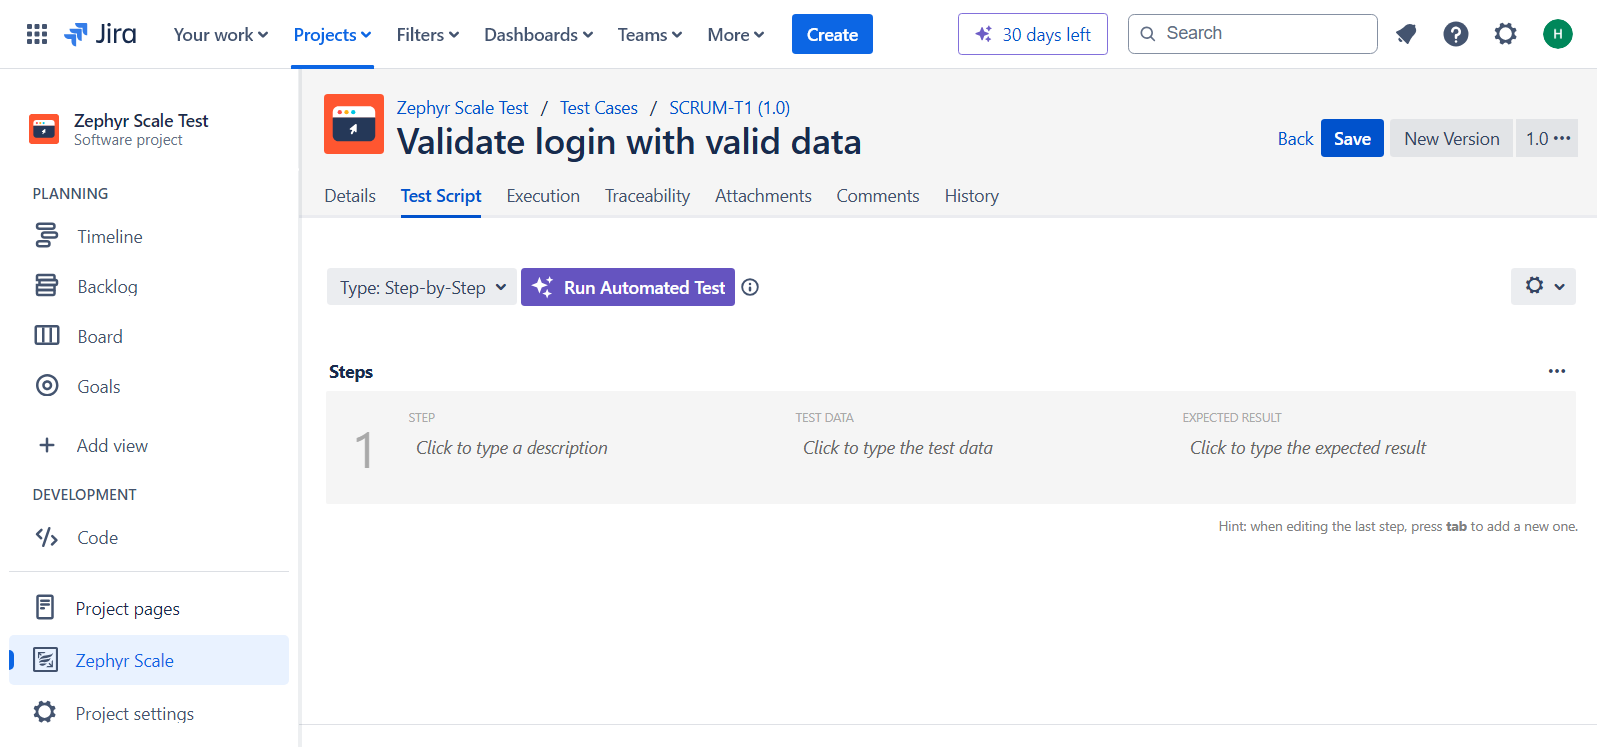 Jira Your work Projects Filters Dashboards Teams More Create 30 days left Search H
Zephyr Scale Test
Software project
PLANNING
Timeline
Backlog
Board
Goals
Add view
DEVELOPMENT
Code
Project pages
Zephyr Scale
Project settings
Zephyr Scale Test / Test Cases / SCRUM-T1 (1.0)
Validate login with valid data
Back Save New Version 1.0 ···
Details Test Script Execution Traceability Attachments Comments History
Type: Step-by-Step Run Automated Test
Steps
1
STEP TEST DATA EXPECTED RESULT
Click to type a description Click to type the test data Click to type the expected result
Hint: when editing the last step, press tab to add a new one.